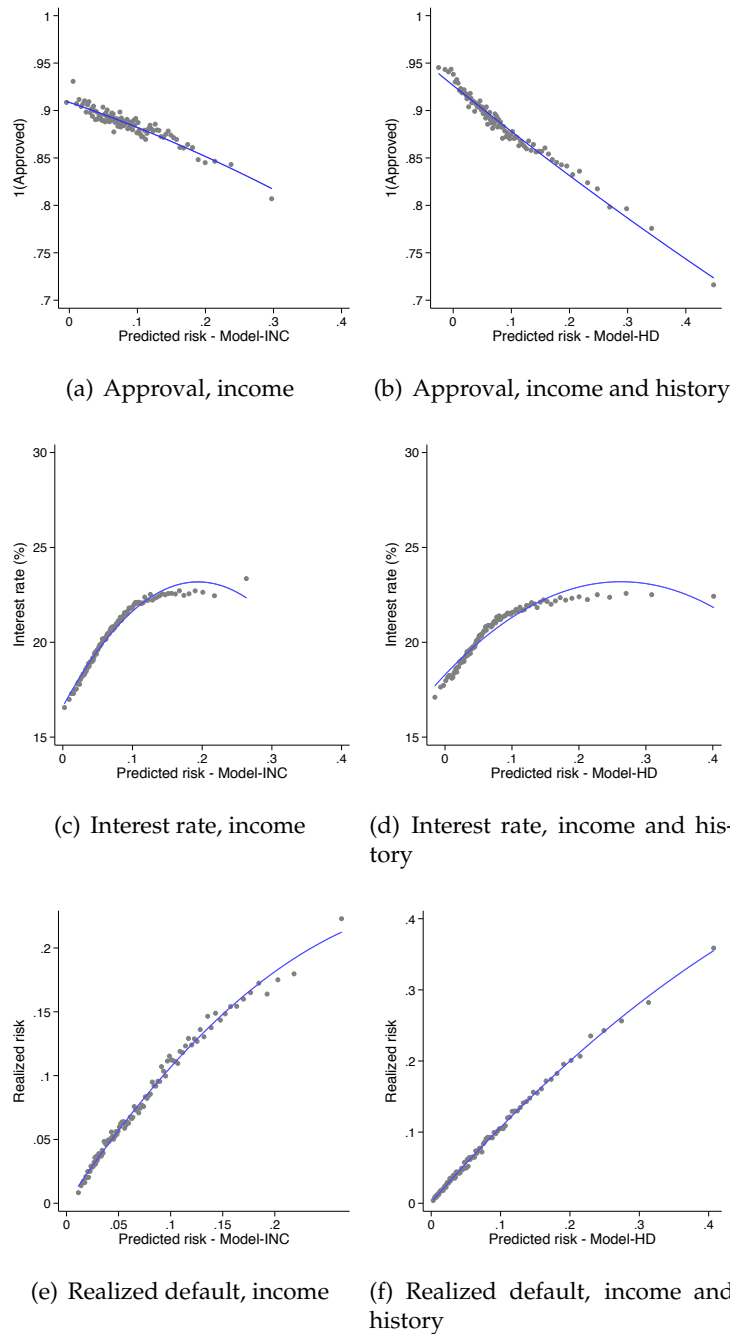 1
.95
.9
.85
.8
.75
.7
1(Approved)
0 .1 .2 .3 .4
Predicted risk - Model-INC
(a) Approval, income
1
.95
.9
.85
.8
.75
.7
1(Approved)
0 .1 .2 .3 .4
Predicted risk - Model-HD
(b) Approval, income and history
30
25
20
15
Interest rate (%)
0 .1 .2 .3 .4
Predicted risk - Model-INC
(c) Interest rate, income
30
25
20
15
Interest rate (%)
0 .1 .2 .3 .4
Predicted risk - Model-HD
(d) Interest rate, income and his-
tory
.2
.15
.1
.05
0
Realized risk
0 .05 .1 .15 .2
Predicted risk - Model-INC
(e) Realized default, income
.4
.3
.2
.1
0
Realized risk
0 .1 .2 .3 .4
Predicted risk - Model-HD
(f) Realized default, income and
history